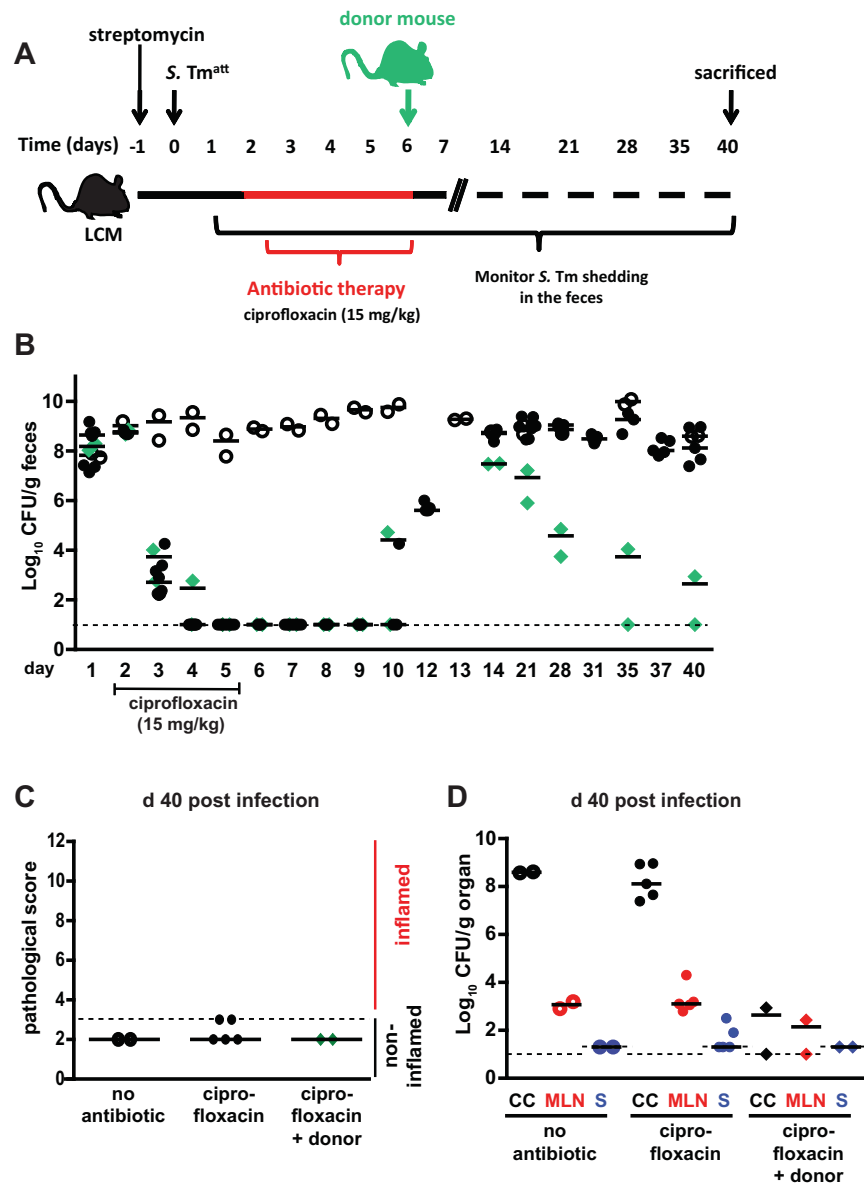 A
streptomycin
S. Tmatt
donor mouse
sacrificed
Time (days) -1 0 1 2 3 4 5 6 7 14 21 28 35 40
LCM
Antibiotic therapy
ciprofloxacin (15 mg/kg)
Monitor S. Tm shedding
in the feces
B
Log10 CFU/g feces
10
8
6
4
2
0
day 1 2 3 4 5 6 7 8 9 10 12 13 14 21 28 31 35 37 40
ciprofloxacin
(15 mg/kg)
C
d 40 post infection
pathological score
12
10
8
6
4
2
0
inflamed
non-
inflamed
no
antibiotic
cipro-
floxacin
cipro-
floxacin
+ donor
D
d 40 post infection
Log10 CFU/g organ
10
8
6
4
2
0
CC MLN S CC MLN S CC MLN S
no
antibiotic
cipro-
floxacin
cipro-
floxacin
+ donor